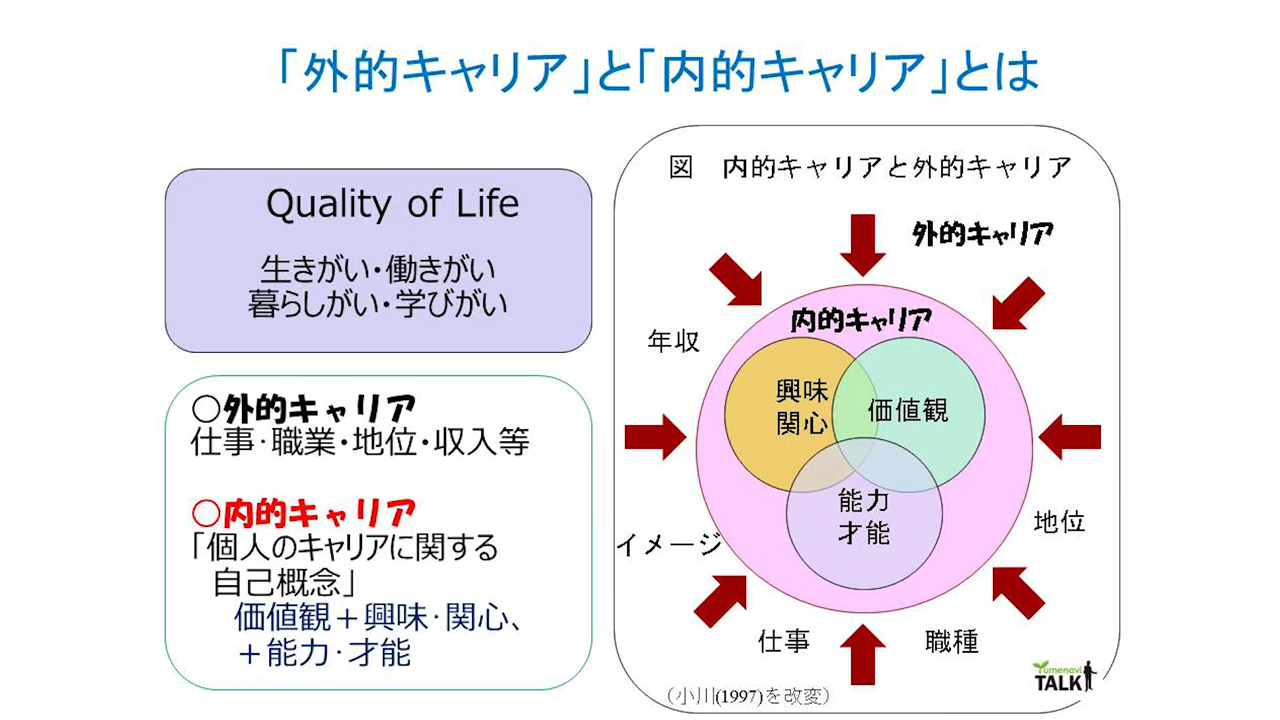 「外的キャリア」と「内的キャリア」とは
Quality of Life
生きがい・働きがい
暮らしがい・学びがい
○外的キャリア
仕事・職業・地位・収入等
○内的キャリア
「個人のキャリアに関する
自己概念」
価値観＋興味・関心、
＋能力・才能
図　内的キャリアと外的キャリア
外的キャリア
内的キャリア
年収
興味
関心
価値観
能力
才能
イメージ
地位
仕事
職種
（小川(1997)を改変）
Yumenavi
TALK